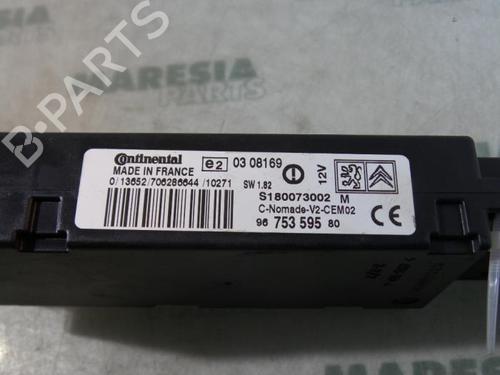 MARESIA
PARTS
Continental e2 03 08169
MADE IN FRANCE
0/13652/706286644/10271 SW 1.82 12V
S180073002 M
C-Nomade-V2-CEM02
96 753 595 80 CE